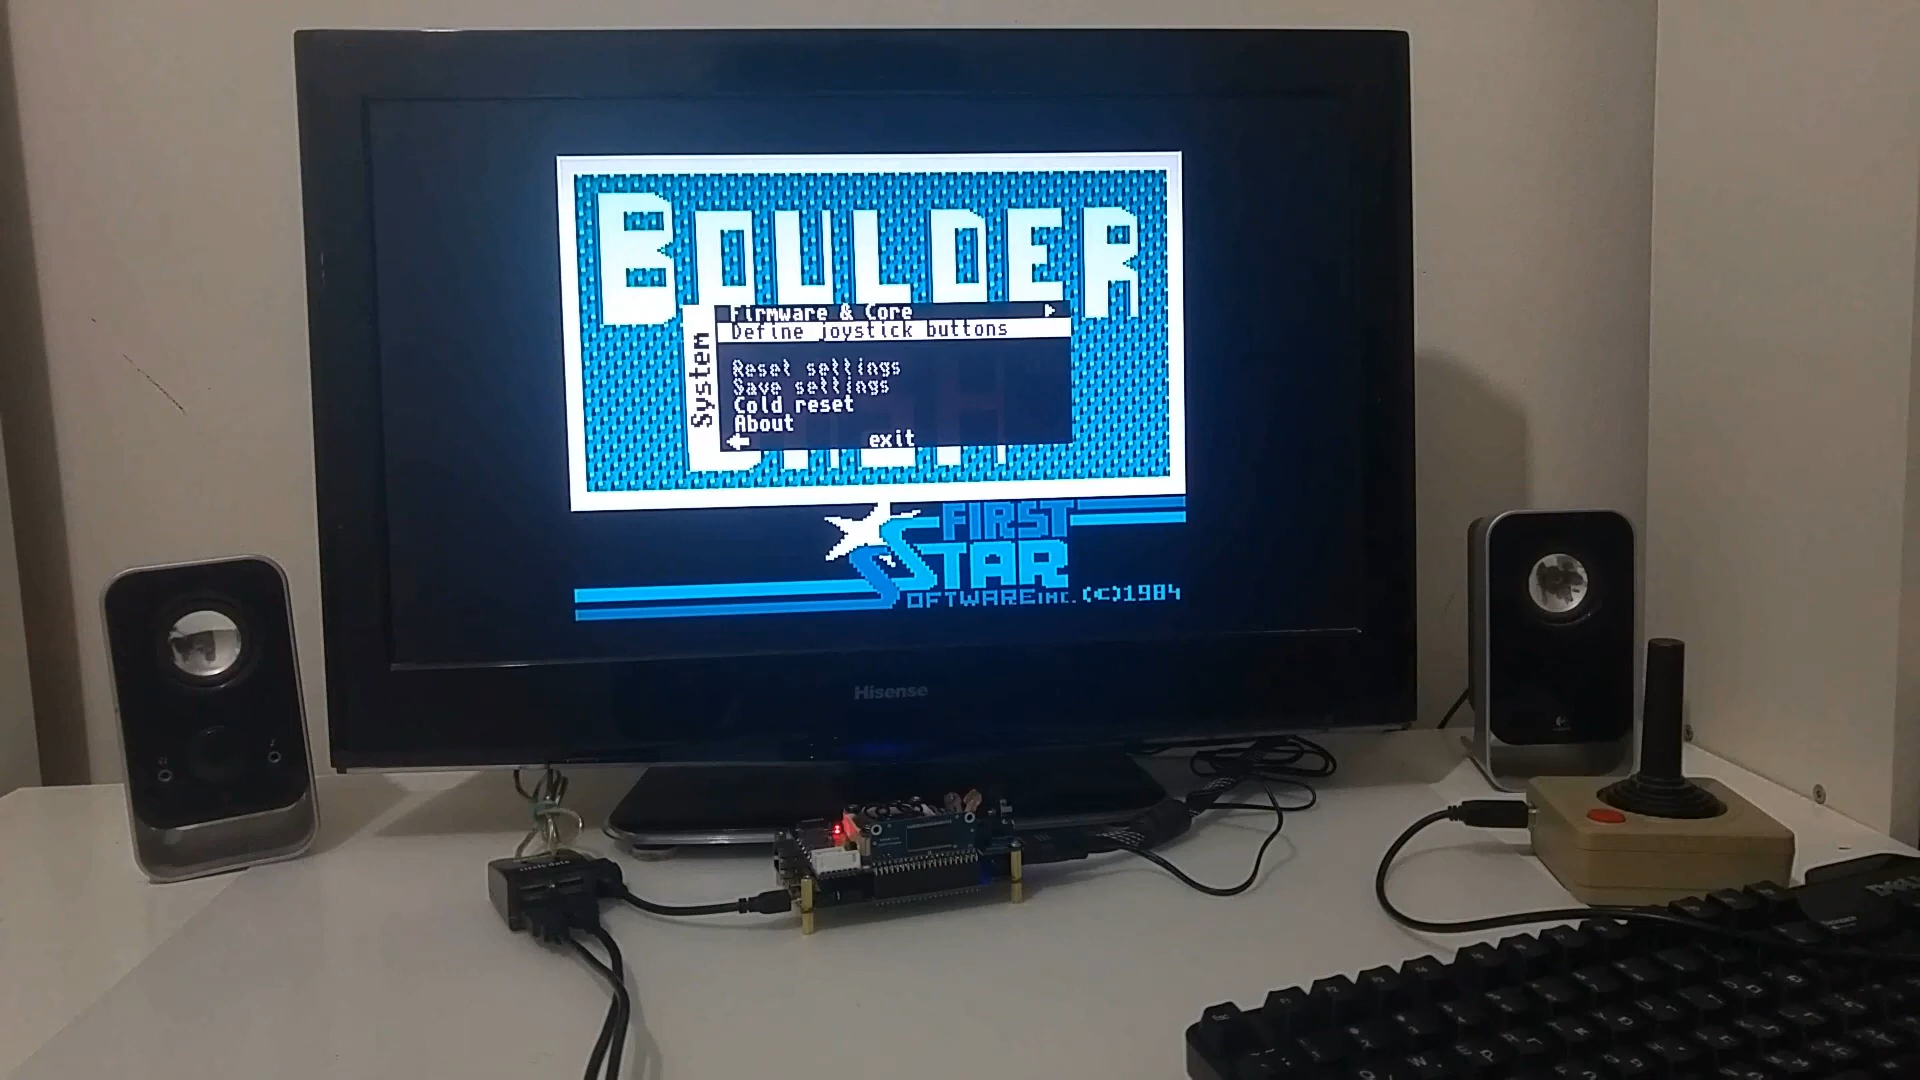 BOULDER
System
Firmware & Core
Define joystick buttons
Reset settings
Save settings
Cold reset
About
exit
FIRST
STAR
SOFTWARE INC. (C)1984
Hisense